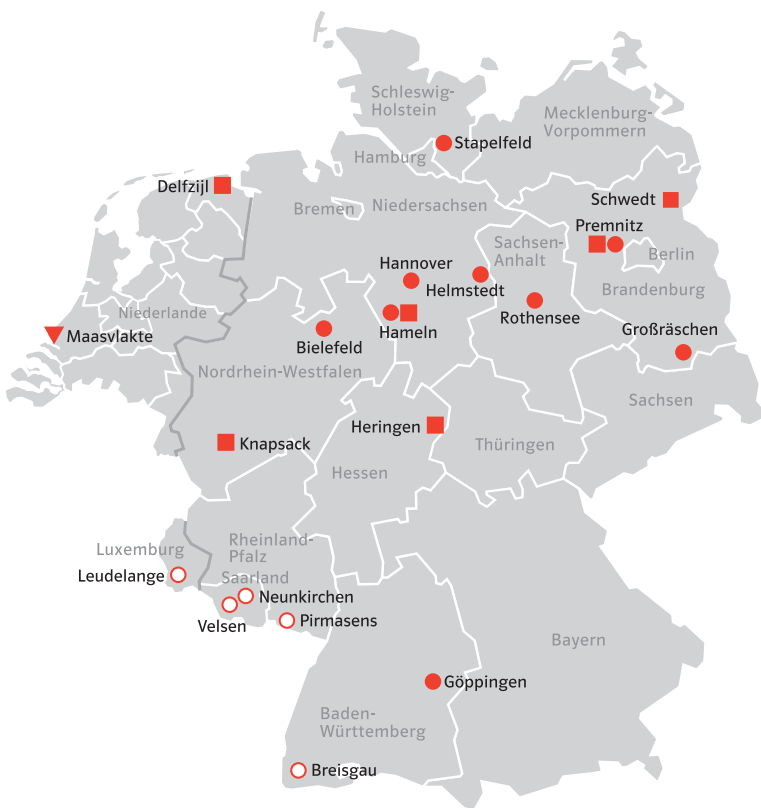 Schleswig-
Holstein
Mecklenburg-
Vorpommern
Stapelfeld
Hamburg
Delfzijl
Schwedt
Bremen
Niedersachsen
Premnitz
Sachsen-
Anhalt
Berlin
Hannover
Helmstedt
Brandenburg
Niederlande
Rothensee
Maasvlakte
Hameln
Großräschen
Bielefeld
Nordrhein-Westfalen
Sachsen
Heringen
Knapsack
Thüringen
Hessen
Luxemburg
Rheinland-
Pfalz
Leudelange
Saarland
Neunkirchen
Velsen
Pirmasens
Bayern
Göppingen
Baden-
Württemberg
Breisgau